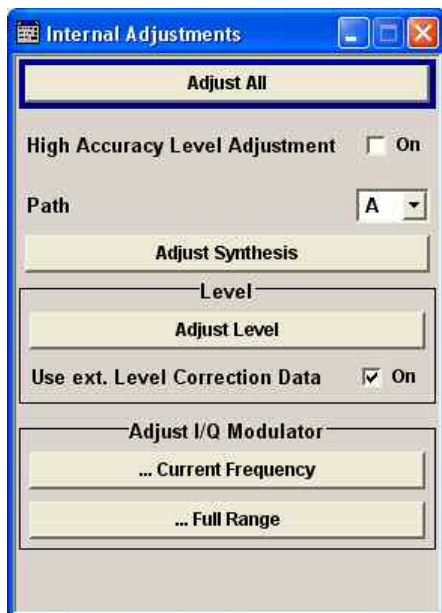 Internal Adjustments
Adjust All
High Accuracy Level Adjustment On
Path A
Adjust Synthesis
Level
Adjust Level
Use ext. Level Correction Data On
Adjust I/Q Modulator
... Current Frequency
... Full Range